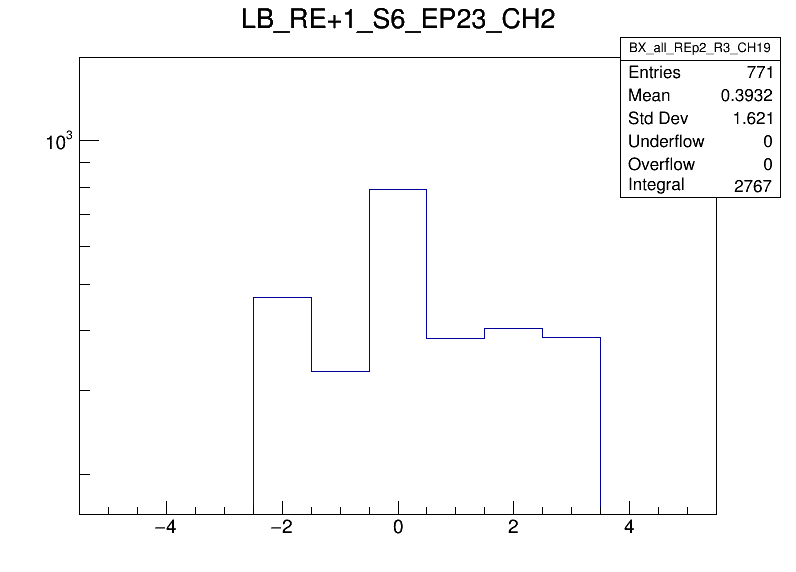 LB_RE+1_S6_EP23_CH2
BX_all_REp2_R3_CH19
Entries 771
Mean 0.3932
Std Dev 1.621
Underflow 0
Overflow 0
Integral 2767
10³
−4 −2 0 2 4